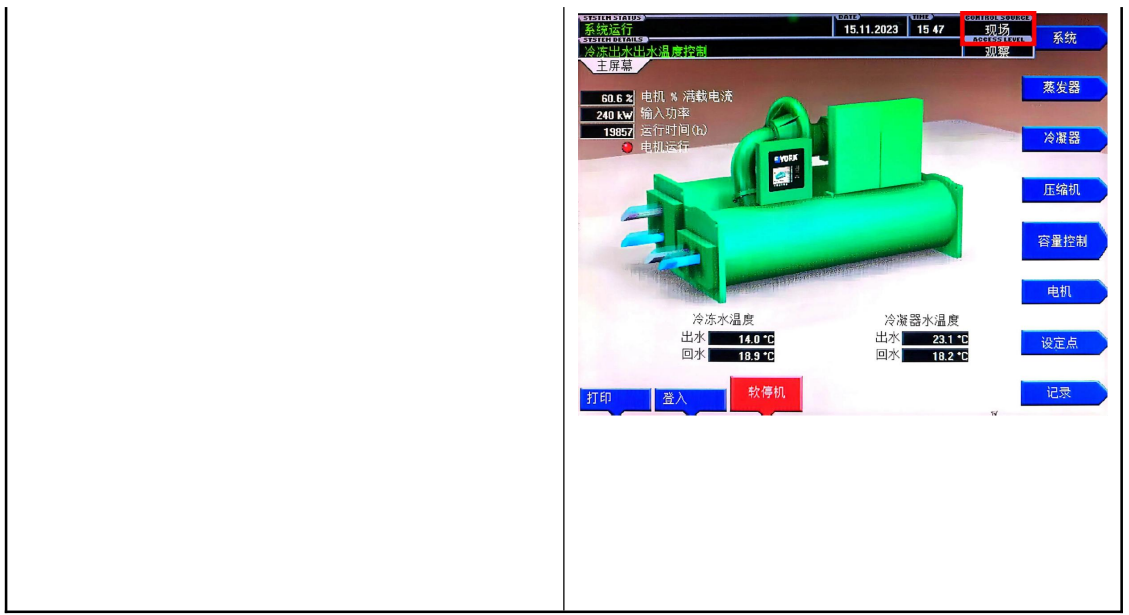 SYSTEM STATUS
系统运行
DATE
15.11.2023
TIME
15 47
CONTROL SOURCE
现场
SYSTEM DETAILS
冷冻出水出水温度控制
ACCESS LEVEL
观察
系统
主屏幕
60.6 % 电机 % 满载电流
240 kW 输入功率
19857 运行时间(h)
电机运行
YORK
蒸发器
冷凝器
压缩机
容量控制
电机
设定点
记录
冷冻水温度
出水 14.0 °C
回水 18.9 °C
冷凝器水温度
出水 23.1 °C
回水 18.2 °C
打印
登入
软停机